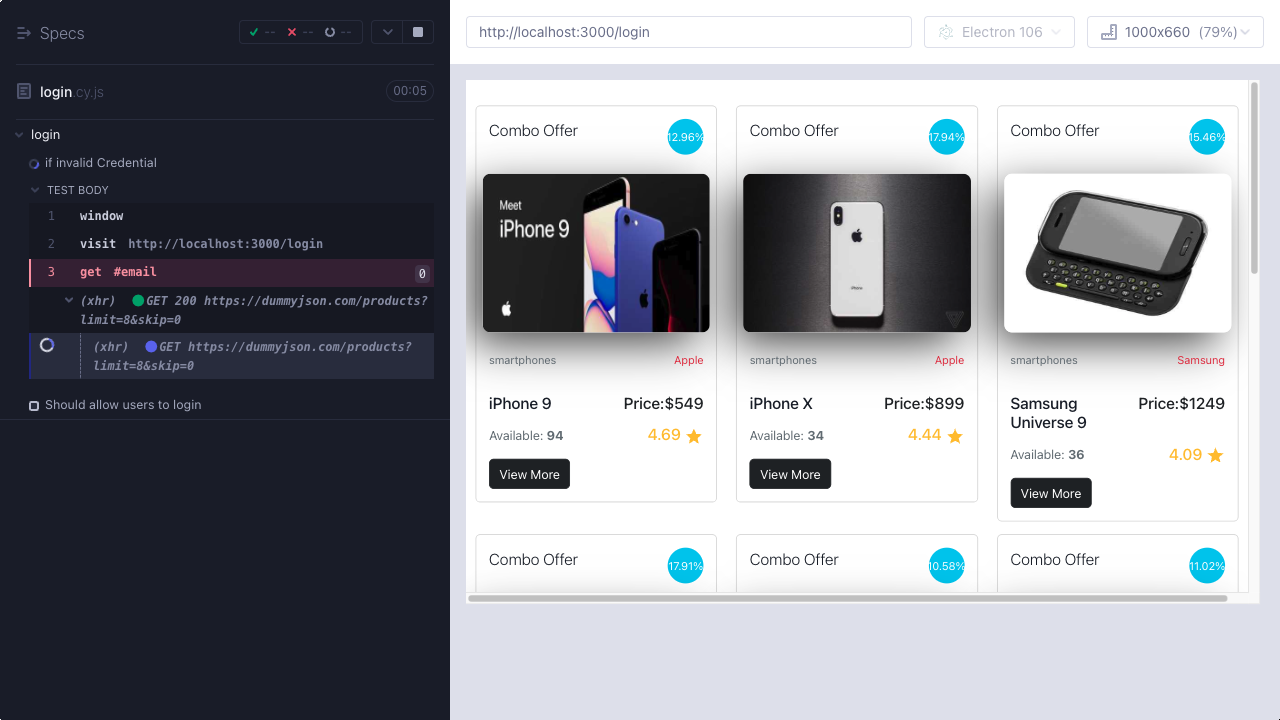 Specs
-- -- --
http://localhost:3000/login
Electron 106
1000x660 (79%)
login.cy.js
00:05
login
if invalid Credential
TEST BODY
1 window
2 visit http://localhost:3000/login
3 get #email 0
(xhr) GET 200 https://dummyjson.com/products?
limit=8&skip=0
(xhr) GET https://dummyjson.com/products?
limit=8&skip=0
Should allow users to login
Combo Offer
12.96%
Meet
iPhone 9
smartphones Apple
iPhone 9 Price:$549
Available: 94 4.69
View More
Combo Offer
17.94%
iPhone
smartphones Apple
iPhone X Price:$899
Available: 34 4.44
View More
Combo Offer
15.46%
smartphones Samsung
Samsung Price:$1249
Universe 9
Available: 36 4.09
View More
Combo Offer
17.91%
Combo Offer
10.58%
Combo Offer
11.02%